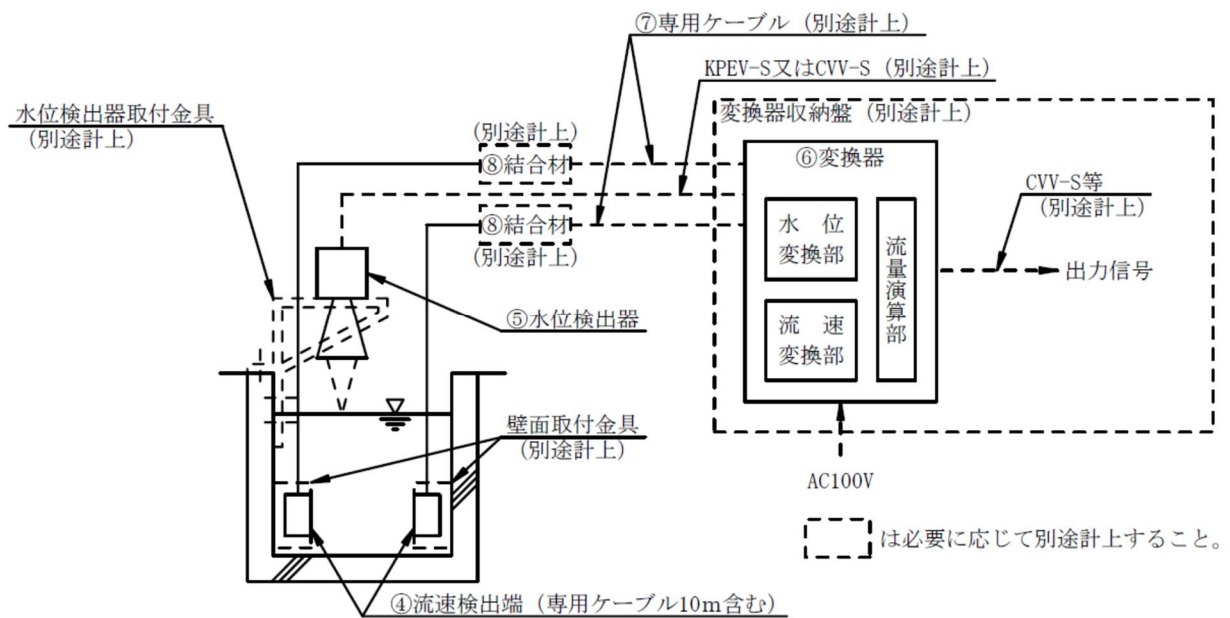 ⑦専用ケーブル (別途計上)
KPEV-S又はCVV-S (別途計上)
水位検出器取付金具
(別途計上)
変換器収納盤 (別途計上)
(別途計上)
⑧結合材
⑥変換器
CVV-S等
(別途計上)
⑧結合材
(別途計上)
水 位
変換部
流量演算部
出力信号
⑤水位検出器
流 速
変換部
壁面取付金具
(別途計上)
AC100V
は必要に応じて別途計上すること。
④流速検出端 (専用ケーブル10m含む)